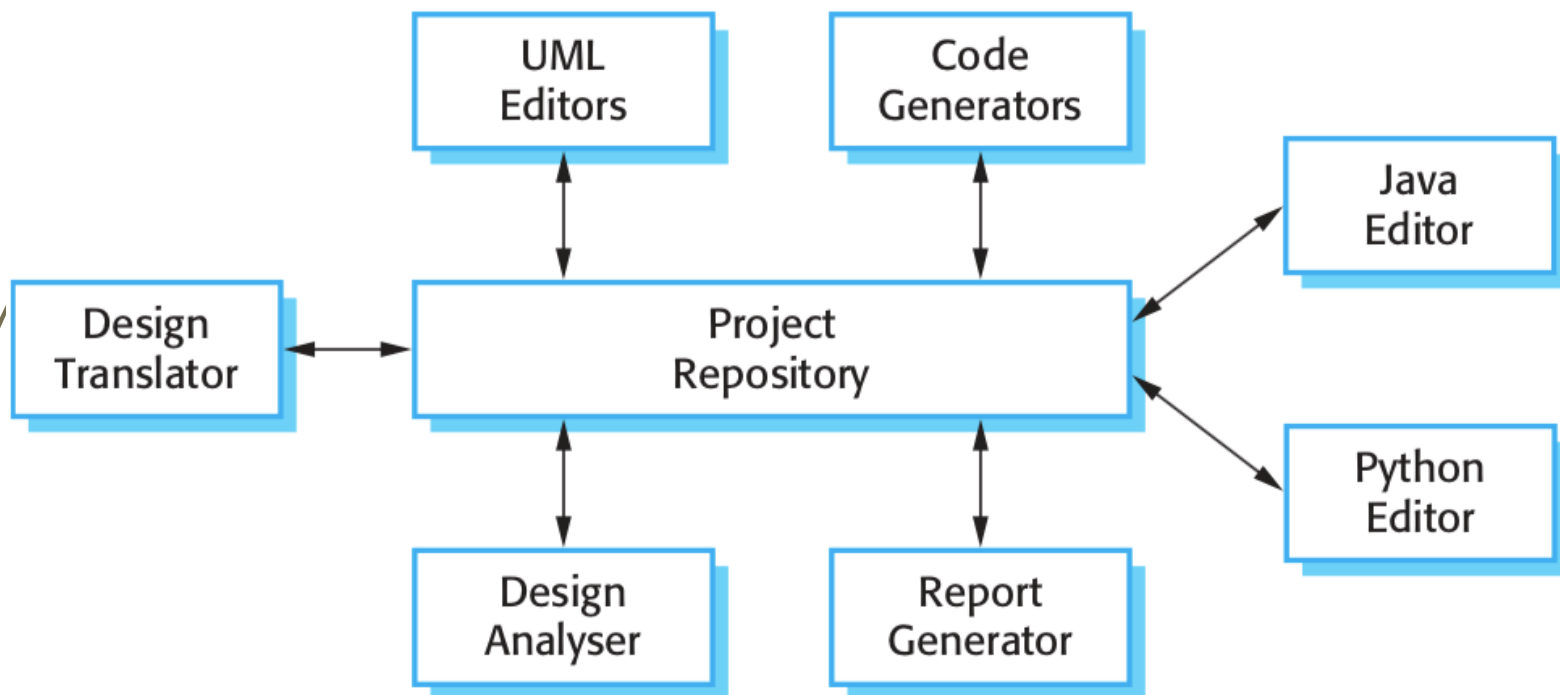 UML
Editors
Code
Generators
Java
Editor
Design
Translator
Project
Repository
Python
Editor
Design
Analyser
Report
Generator